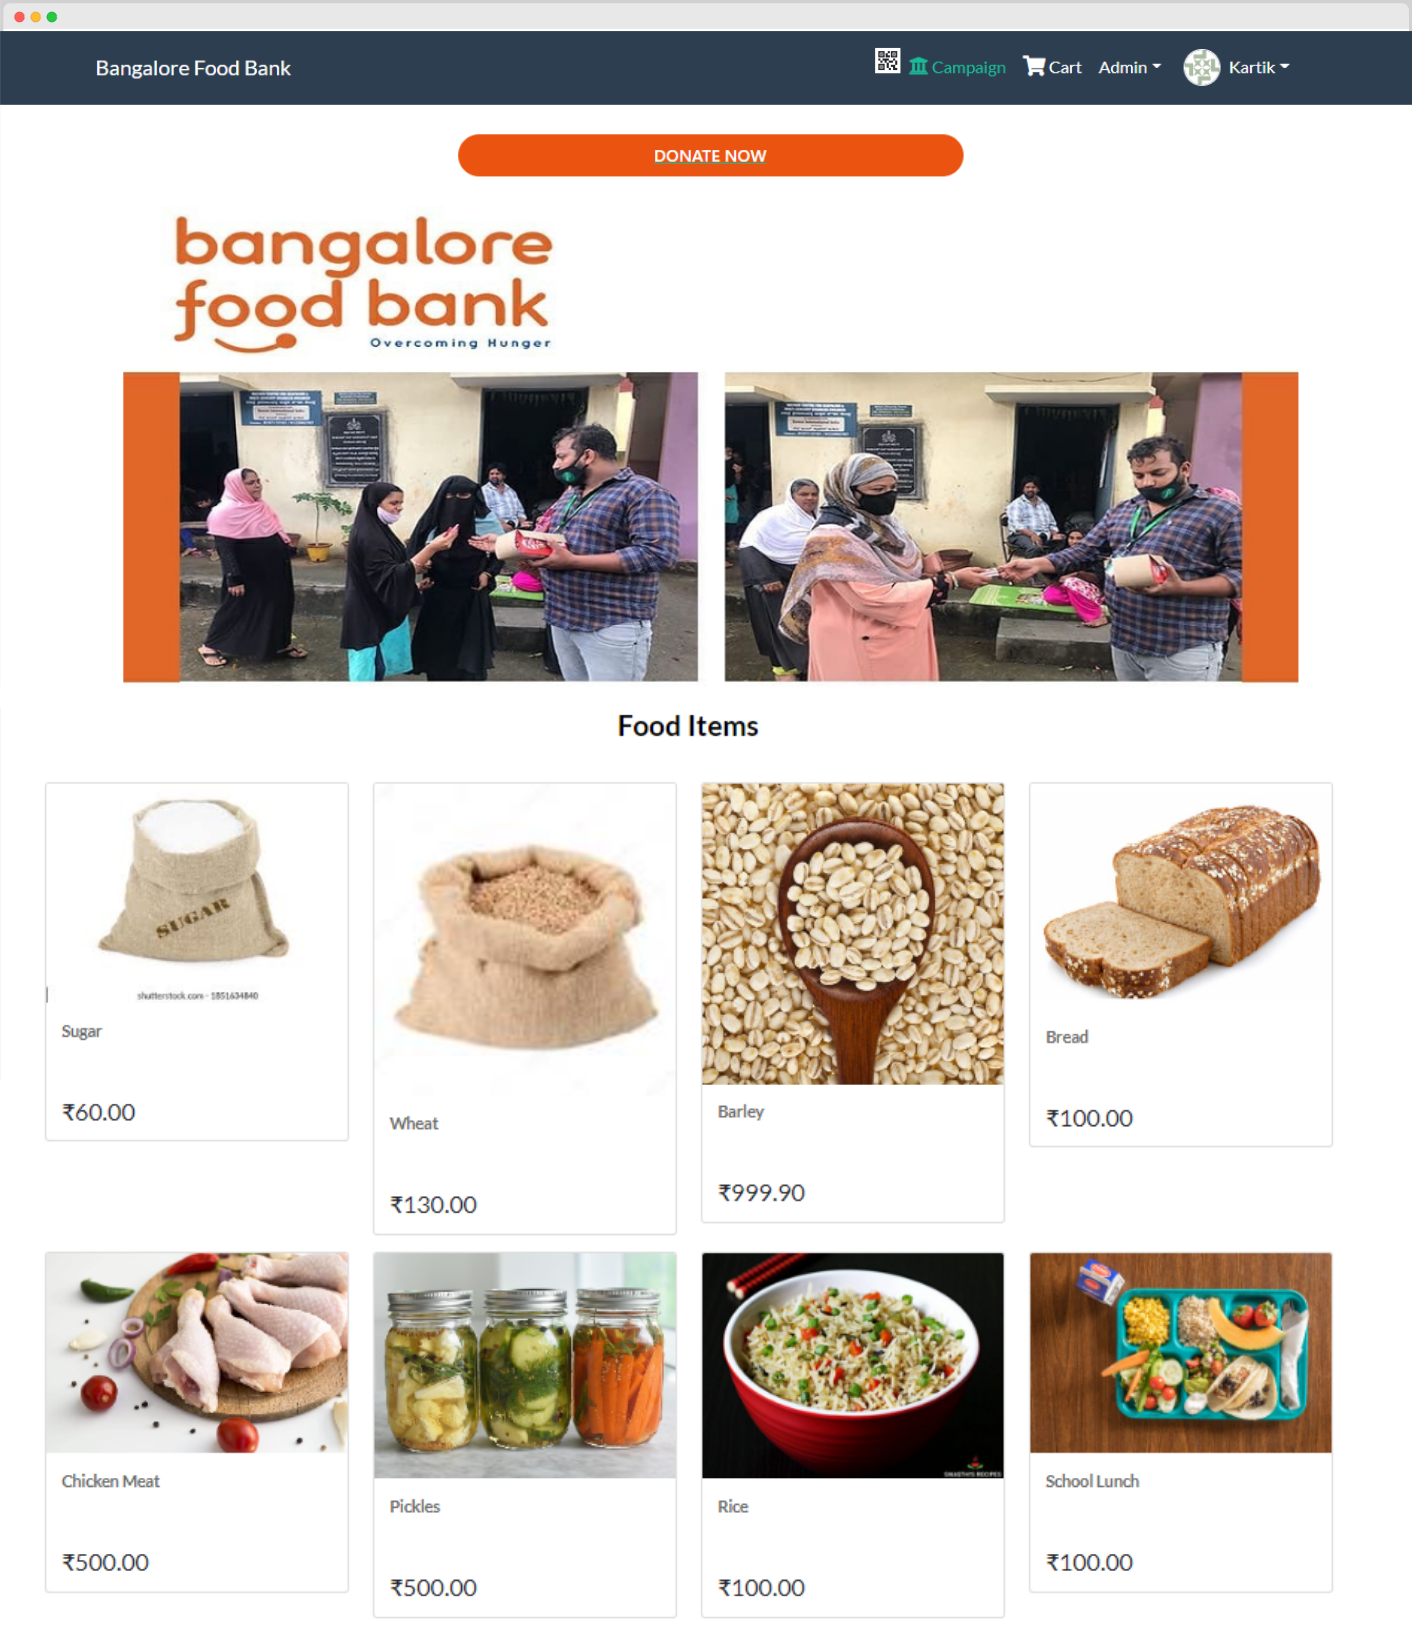 Bangalore Food Bank
Campaign
Cart
Admin
Kartik
DONATE NOW
bangalore
food bank
Overcoming Hunger
Food Items
SUGAR
shutterstock.com · 1851634840
Sugar
₹60.00
Wheat
₹130.00
Barley
₹999.90
Bread
₹100.00
Chicken Meat
₹500.00
Pickles
₹500.00
SWASTHI'S RECIPES
Rice
₹100.00
School Lunch
₹100.00